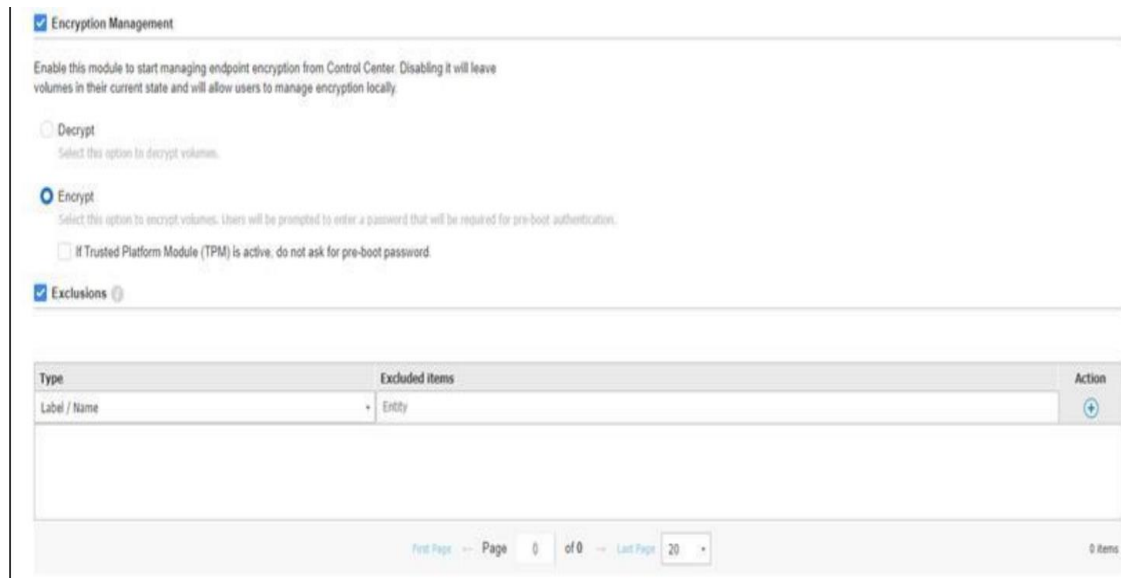 Encryption Management
Enable this module to start managing endpoint encryption from Control Center. Disabling it will leave
volumes in their current state and will allow users to manage encryption locally.
Decrypt
Select this option to decrypt volumes.
Encrypt
Select this option to encrypt volumes. Users will be prompted to enter a password that will be required for pre-boot authentication.
If Trusted Platform Module (TPM) is active, do not ask for pre-boot password.
Exclusions
Type Excluded items Action
Label / Name Entity
First Page ← Page 0 of 0 → Last Page 20 0 items